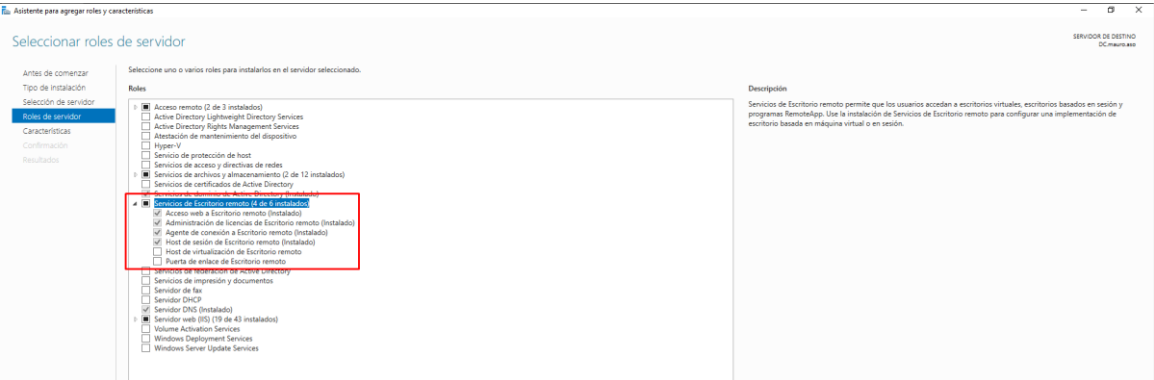 Asistente para agregar roles y características
Seleccionar roles de servidor
SERVIDOR DE DESTINO
DC.mauro.aso
Antes de comenzar
Tipo de instalación
Selección de servidor
Roles de servidor
Características
Confirmación
Resultados
Seleccione uno o varios roles para instalarlos en el servidor seleccionado.
Roles
Acceso remoto (2 de 3 instalados)
Active Directory Lightweight Directory Services
Active Directory Rights Management Services
Atestación de mantenimiento del dispositivo
Hyper-V
Servicio de protección de host
Servicios de acceso y directivas de redes
Servicios de archivos y almacenamiento (2 de 12 instalados)
Servicios de certificados de Active Directory
Servicios de dominio de Active Directory (Instalado)
Servicios de Escritorio remoto (4 de 6 instalados)
Acceso web a Escritorio remoto (Instalado)
Administración de licencias de Escritorio remoto (Instalado)
Agente de conexión a Escritorio remoto (Instalado)
Host de sesión de Escritorio remoto (Instalado)
Host de virtualización de Escritorio remoto
Puerta de enlace de Escritorio remoto
Servicios de federación de Active Directory
Servicios de impresión y documentos
Servidor de fax
Servidor DHCP
Servidor DNS (Instalado)
Servidor web (IIS) (19 de 43 instalados)
Volume Activation Services
Windows Deployment Services
Windows Server Update Services
Descripción
Servicios de Escritorio remoto permite que los usuarios accedan a escritorios virtuales, escritorios basados en sesión y
programas RemoteApp. Use la instalación de Servicios de Escritorio remoto para configurar una implementación de
escritorio basada en máquina virtual o en sesión.